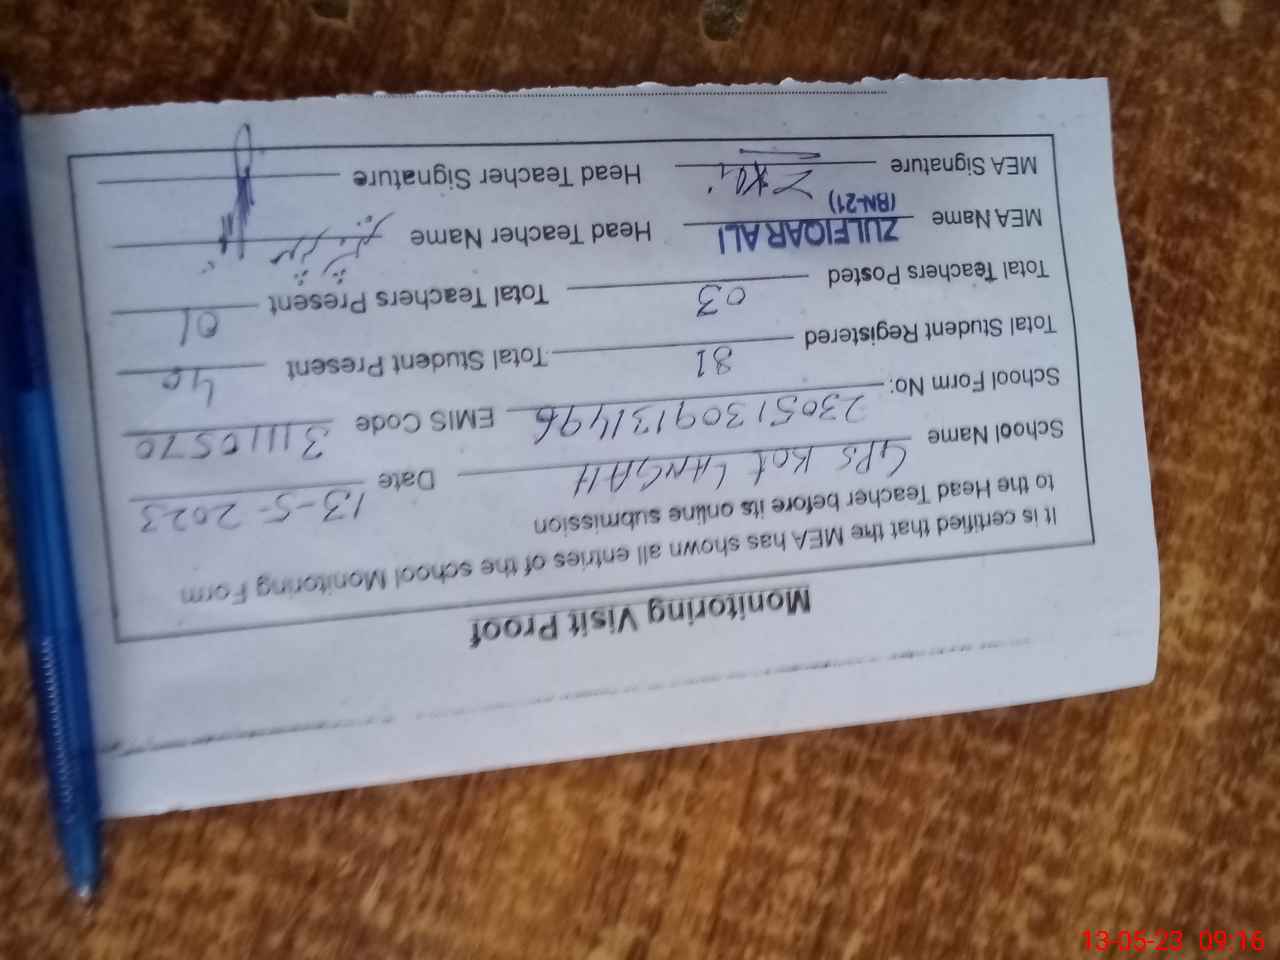 Monitoring Visit Proof
It is certified that the MEA has shown all entries of the school Monitoring Form
to the Head Teacher before its online submission
School Name GPS KOT LANGAH Date 13-5-2023
School Form No: 230513091311496 EMIS Code 31110570
Total Student Registered 31 Total Student Present 40
Total Teachers Posted 03 Total Teachers Present 01
MEA Name ZULFIQAR ALI Head Teacher Name
(BN-21)
MEA Signature Head Teacher Signature
13-05-23 09:16